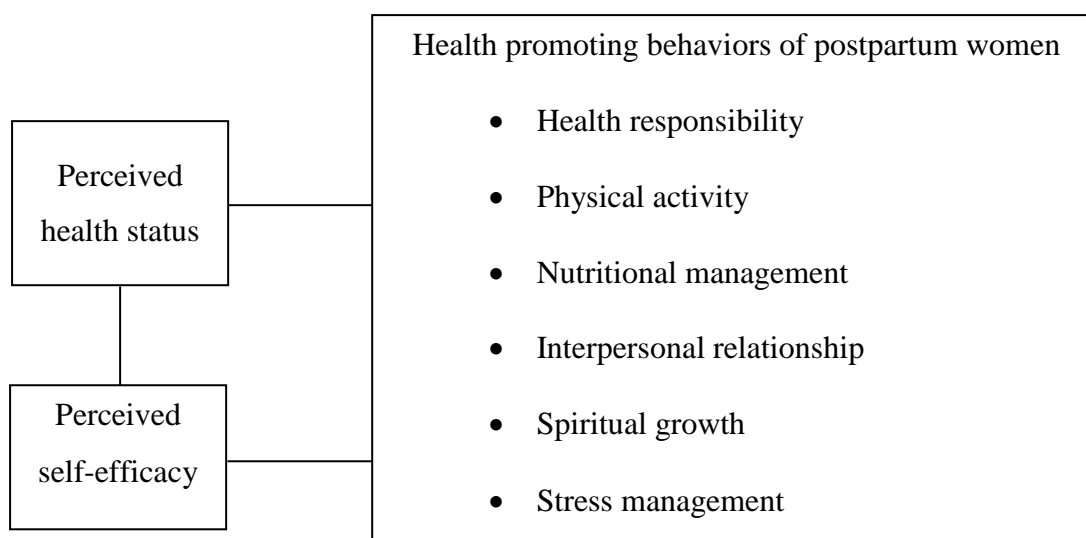 Health promoting behaviors of postpartum women
• Health responsibility
Perceived
health status
• Physical activity
• Nutritional management
• Interpersonal relationship
Perceived
self-efficacy
• Spiritual growth
• Stress management